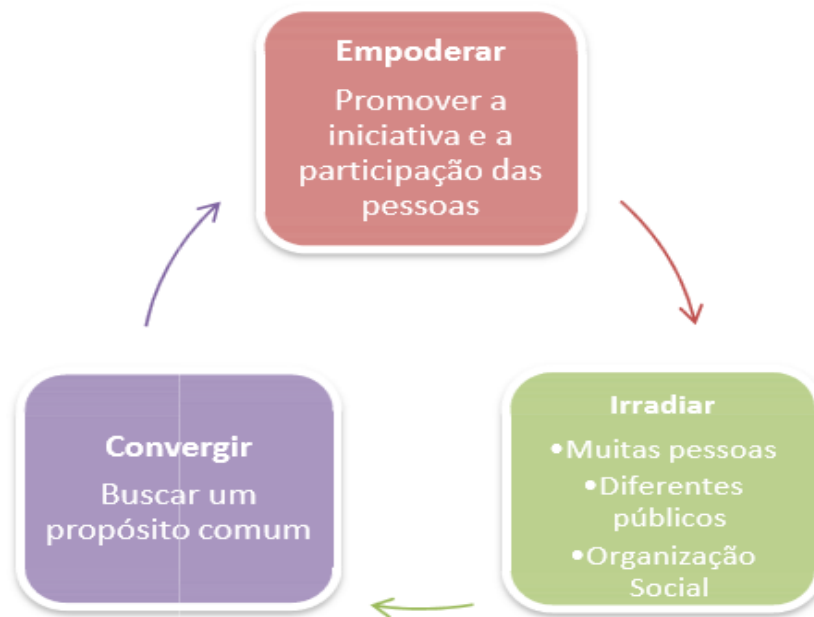 Empoderar
Promover a
iniciativa e a
participação das
pessoas
Irradiar
•Muitas pessoas
•Diferentes
públicos
•Organização
Social
Convergir
Buscar um
propósito comum